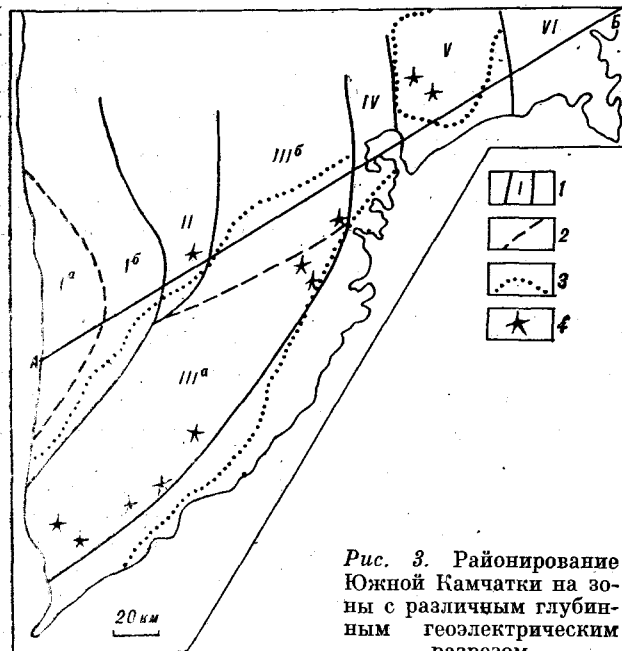 VI
Б
V
IV
IIIб
II
Iб
Iа
А
IIIа
I
1
2
3
4
20 км
Рис. 3. Районирование
Южной Камчатки на зо-
ны с различным глубин-
ным геоэлектрическим
разрезом